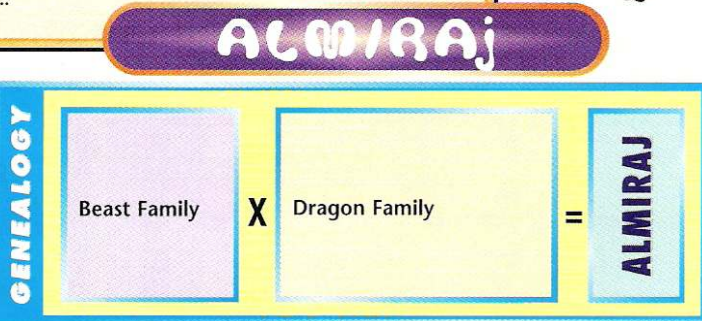 ALMIRAj
GENEALOGY
Beast Family
X
Dragon Family
=
ALMIRAJ